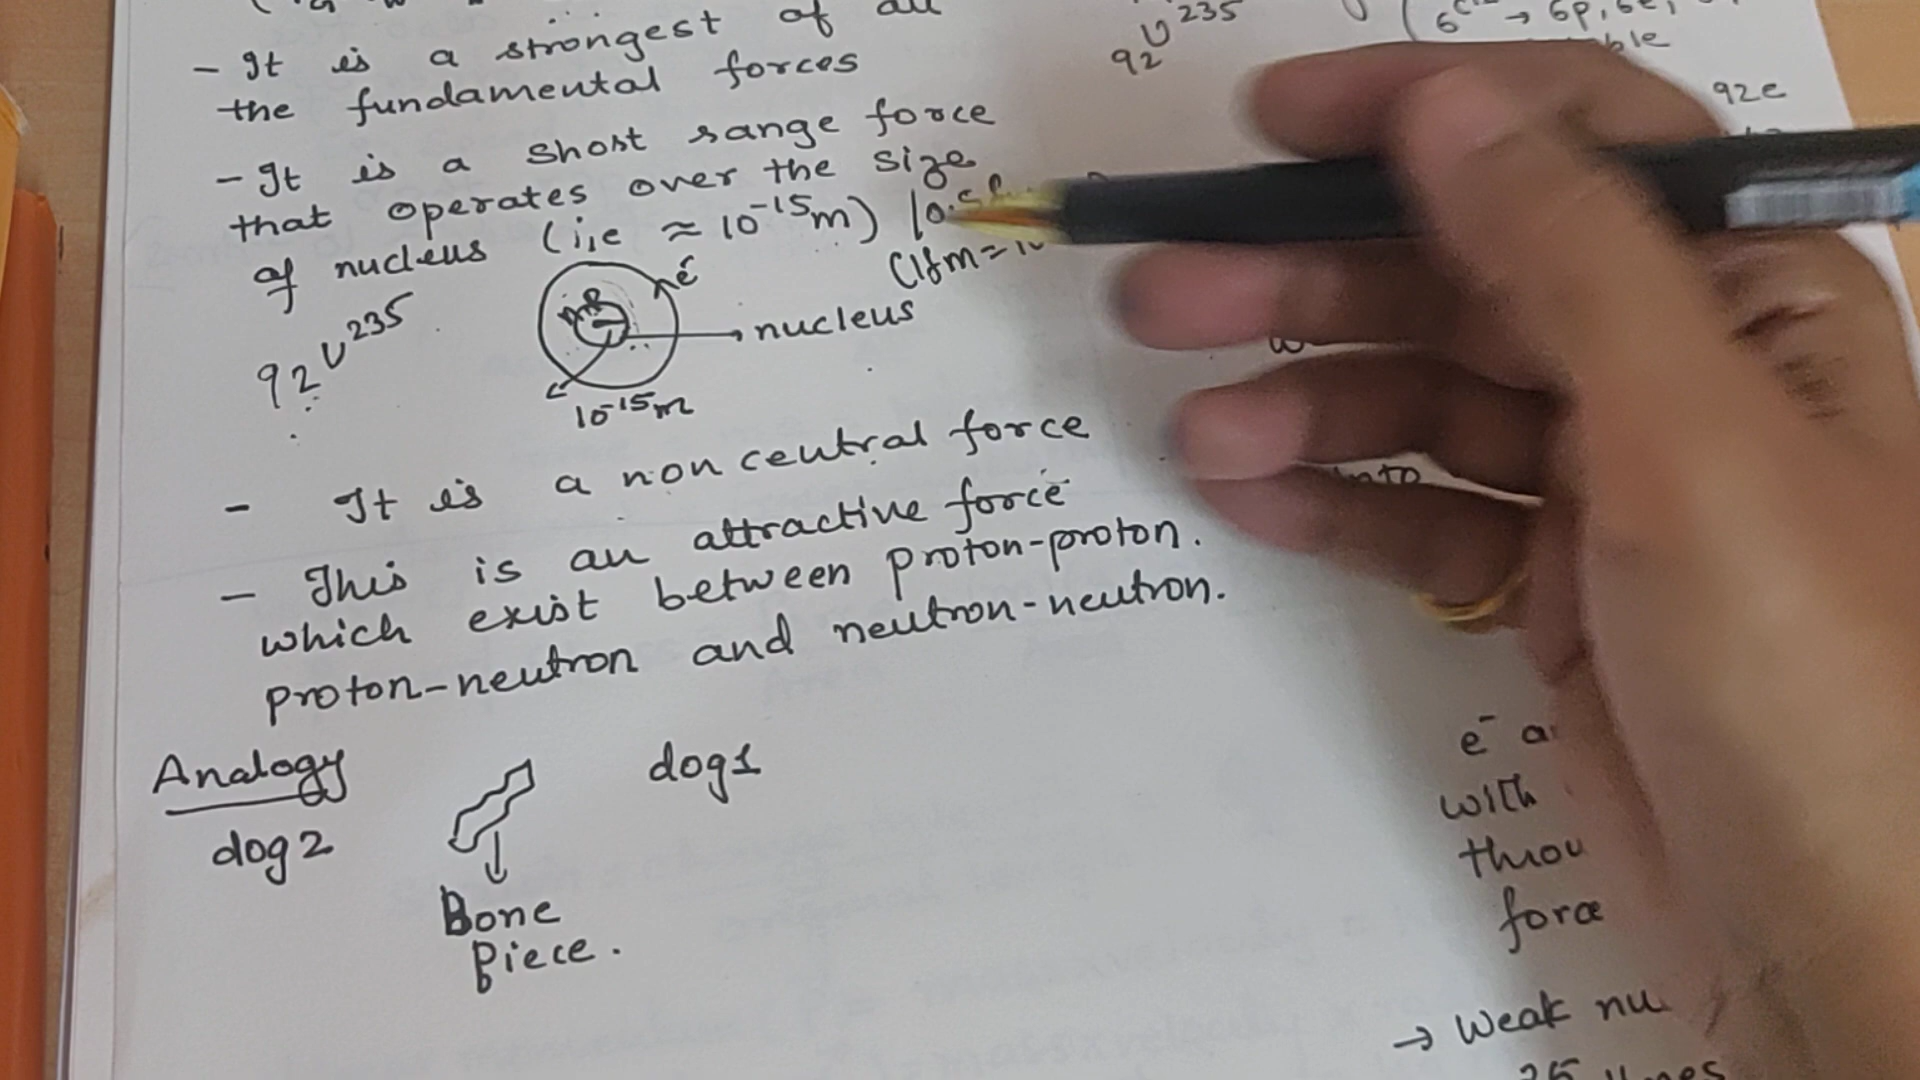 - It is a strongest of all
the fundamental forces
- It is a short range force
that operates over the size
of nucleus (i,e ≈ 10⁻¹⁵m)
(1fm=10
92U²³⁵
e⁻
nucleus
10⁻¹⁵m
- It is a non central force
- This is an attractive force
which exist between proton-proton.
proton-neutron and neutron-neutron.
Analogy
dog2
dog1
Bone
Piece.
92U²³⁵
92e
e⁻
with
force
→ Weak